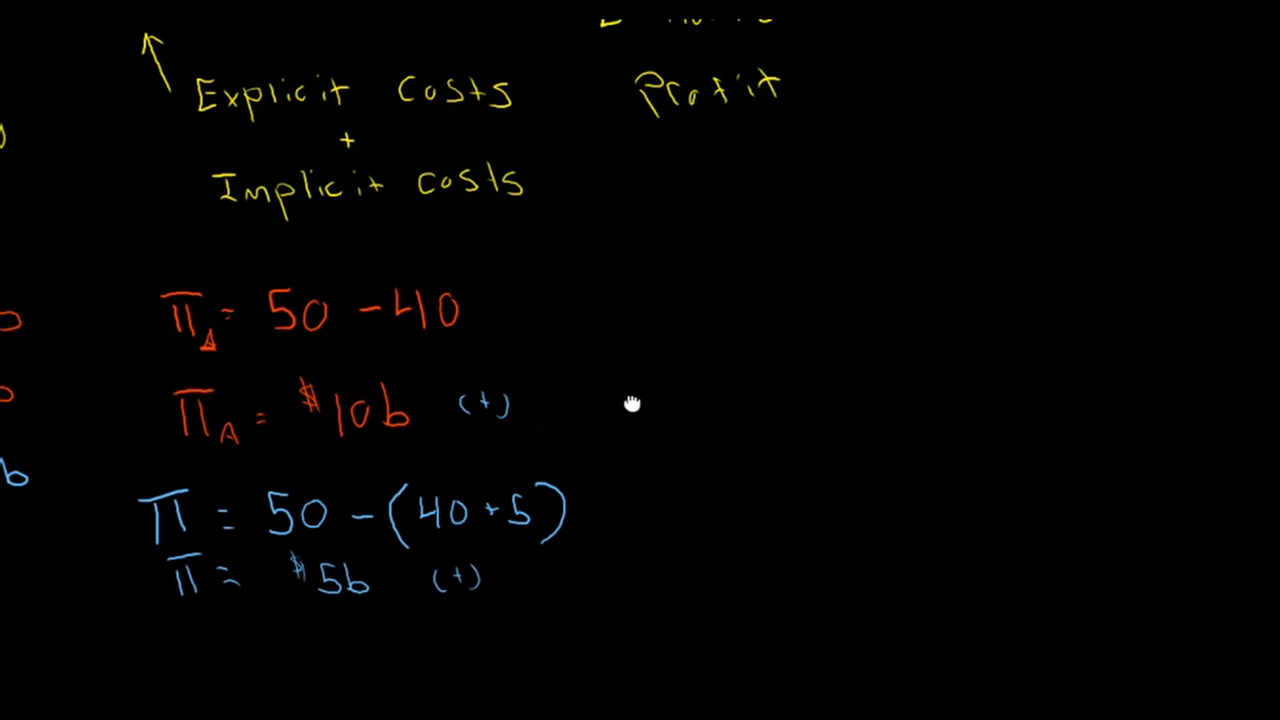 Explicit costs
Profit
+
Implicit costs
π_A = 50 - 40
π_A = $10b (+)
b
π = 50 - (40 + 5)
π = $5b (+)